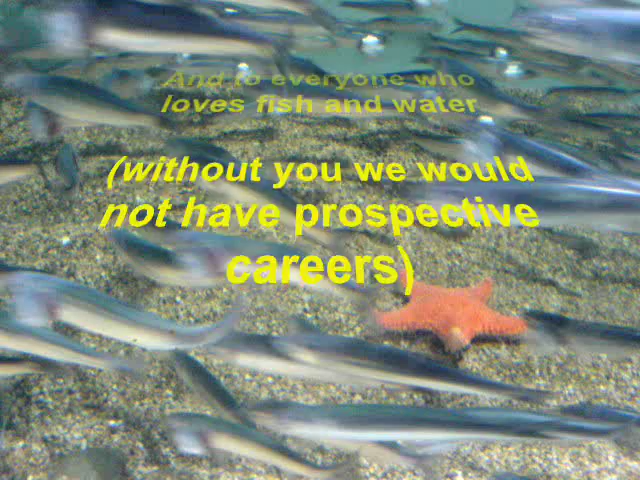 And to everyone who
loves fish and water
(without you we would
not have prospective
careers)